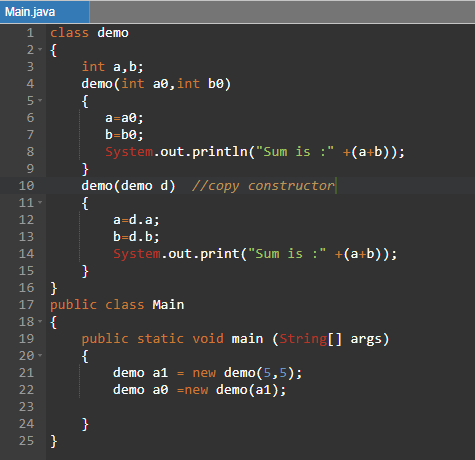 Main.java
1 class demo
2 {
3     int a,b;
4     demo(int a0,int b0)
5     {
6        a=a0;
7        b=b0;
8        System.out.println("Sum is :" +(a+b));
9     }
10     demo(demo d)  //copy constructor
11     {
12         a=d.a;
13         b=d.b;
14         System.out.print("Sum is :" +(a+b));
15     }
16 }
17 public class Main
18 {
19     public static void main (String[] args)
20     {
21         demo a1 = new demo(5,5);
22         demo a0 =new demo(a1);
23
24     }
25 }